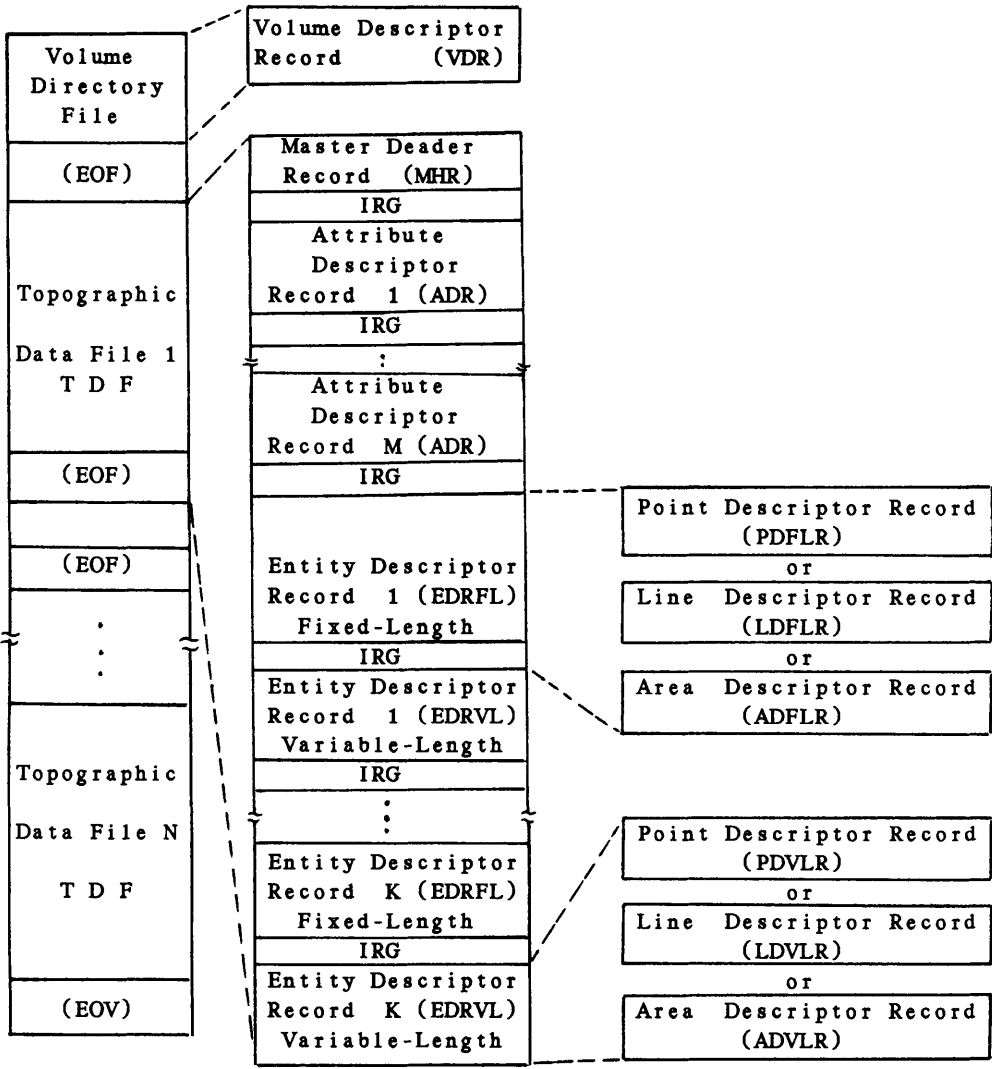 Volume
Directory
File
(EOF)
Topographic
Data File 1
T D F
(EOF)
(EOF)
Topographic
Data File N
T D F
(EOV)
Volume Descriptor
Record (VDR)
Master Deader
Record (MHR)
IRG
Attribute
Descriptor
Record 1 (ADR)
IRG
Attribute
Descriptor
Record M (ADR)
IRG
Entity Descriptor
Record 1 (EDRFL)
Fixed-Length
IRG
Entity Descriptor
Record 1 (EDRVL)
Variable-Length
IRG
Entity Descriptor
Record K (EDRFL)
Fixed-Length
IRG
Entity Descriptor
Record K (EDRVL)
Variable-Length
Point Descriptor Record
(PDFLR)
or
Line Descriptor Record
(LDFLR)
or
Area Descriptor Record
(ADFLR)
Point Descriptor Record
(PDVLR)
or
Line Descriptor Record
(LDVLR)
or
Area Descriptor Record
(ADVLR)